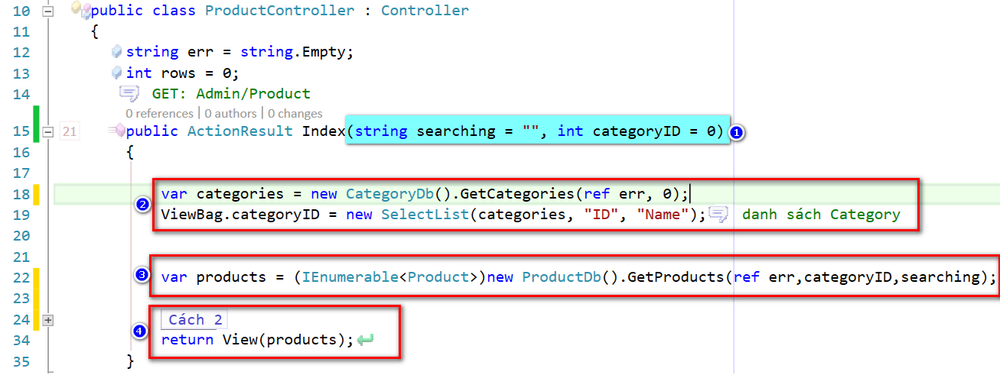 10 public class ProductController : Controller
11 {
12 string err = string.Empty;
13 int rows = 0;
14 GET: Admin/Product
0 references | 0 authors | 0 changes
15 21 public ActionResult Index(string searching = "", int categoryID = 0) 1
16 {
17
18 var categories = new CategoryDb().GetCategories(ref err, 0);
2
19 ViewBag.categoryID = new SelectList(categories, "ID", "Name"); danh sách Category
20
21
22 3 var products = (IEnumerable<Product>)new ProductDb().GetProducts(ref err,categoryID,searching);
23
24 Cách 2
4
34 return View(products);
35 }